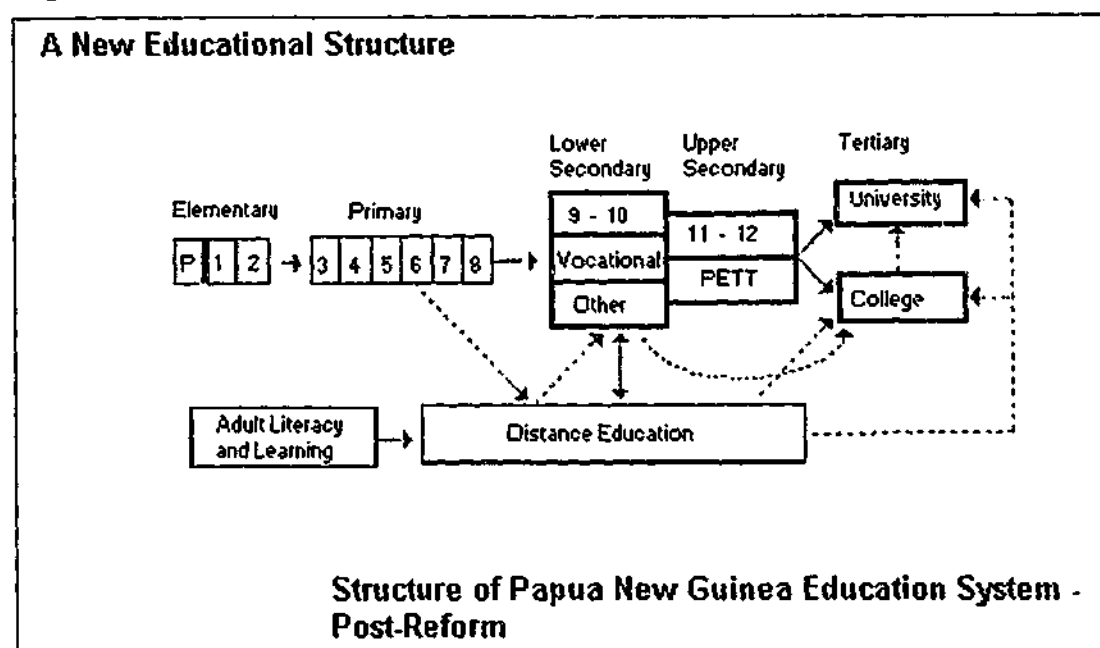 A New Educational Structure
Lower
Secondary
Upper
Secondary
Tertiary
Elementary
Primary
P 1 2
3 4 5 6 7 8
9 - 10
Vocational
Other
11 - 12
PETT
University
College
Adult Literacy
and Learning
Distance Education
Structure of Papua New Guinea Education System -
Post-Reform